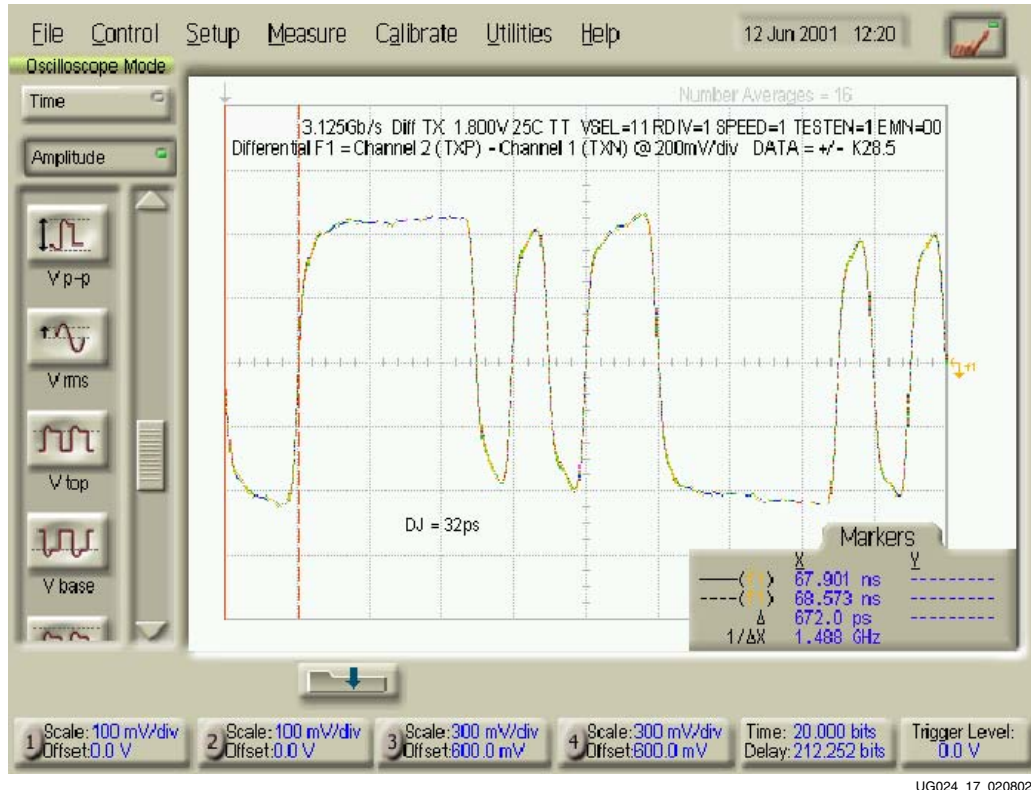 File Control Setup Measure Calibrate Utilities Help 12 Jun 2001 12:20
Oscilloscope Mode
Time
Amplitude
V p-p
V rms
V top
V base
Number Averages = 16
3.125Gb/s Diff TX 1.800V 25C TT VSEL=11 RDIV=1 SPEED=1 TESTEN=1 EMN=00
Differential F1 = Channel 2 (TXP) - Channel 1 (TXN) @ 200mV/div DATA = +/- K28.5
f1
DJ = 32ps
Markers
X Y
----(F1) 67.901 ns ---------
----(F1) 68.573 ns ---------
Δ 672.0 ps ---------
1/ΔX 1.488 GHz
1 Scale: 100 mV/div
Offset: 0.0 V
2 Scale: 100 mV/div
Offset: 0.0 V
3 Scale: 300 mV/div
Offset: 600.0 mV
4 Scale: 300 mV/div
Offset: 600.0 mV
Time: 20.000 bits
Delay: 212.252 bits
Trigger Level:
0.0 V
UG024_17_020802